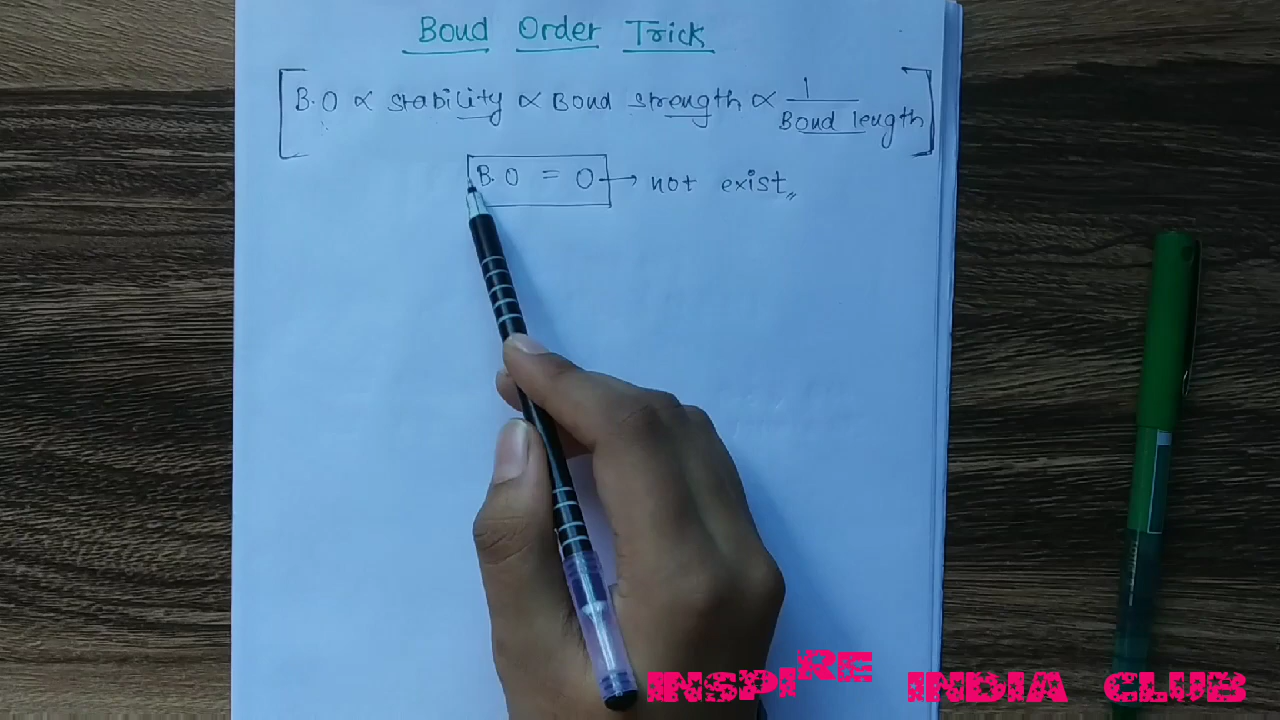 Bond Order Trick
B.O ∝ stability ∝ Bond strength ∝ 1/Bond length
B.O = 0 → not exist,,
INSPIRE INDIA CLUB